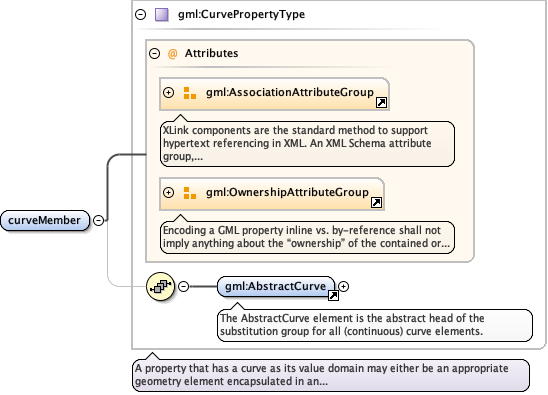 gml:CurvePropertyType
@ Attributes
gml:AssociationAttributeGroup
XLink components are the standard method to support
hypertext referencing in XML. An XML Schema attribute
group,...
gml:OwnershipAttributeGroup
Encoding a GML property inline vs. by-reference shall not
imply anything about the “ownership” of the contained or...
curveMember
gml:AbstractCurve
The AbstractCurve element is the abstract head of the
substitution group for all (continuous) curve elements.
A property that has a curve as its value domain may either be an appropriate
geometry element encapsulated in an...